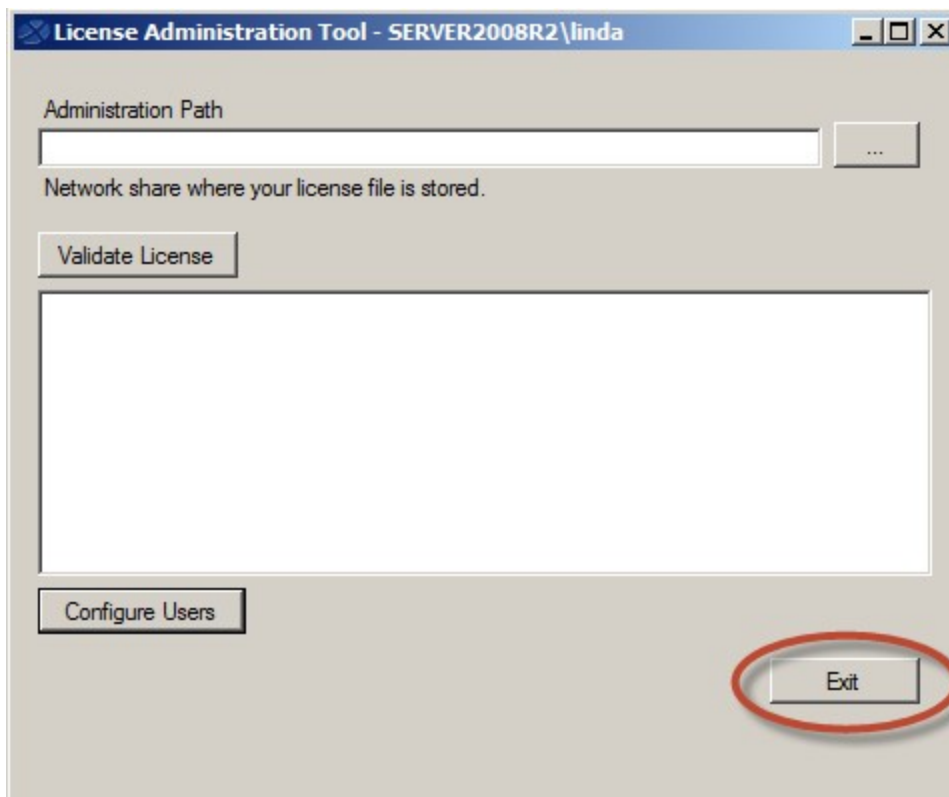 License Administration Tool - SERVER2008R2\linda
Administration Path
...
Network share where your license file is stored.
Validate License
Configure Users
Exit